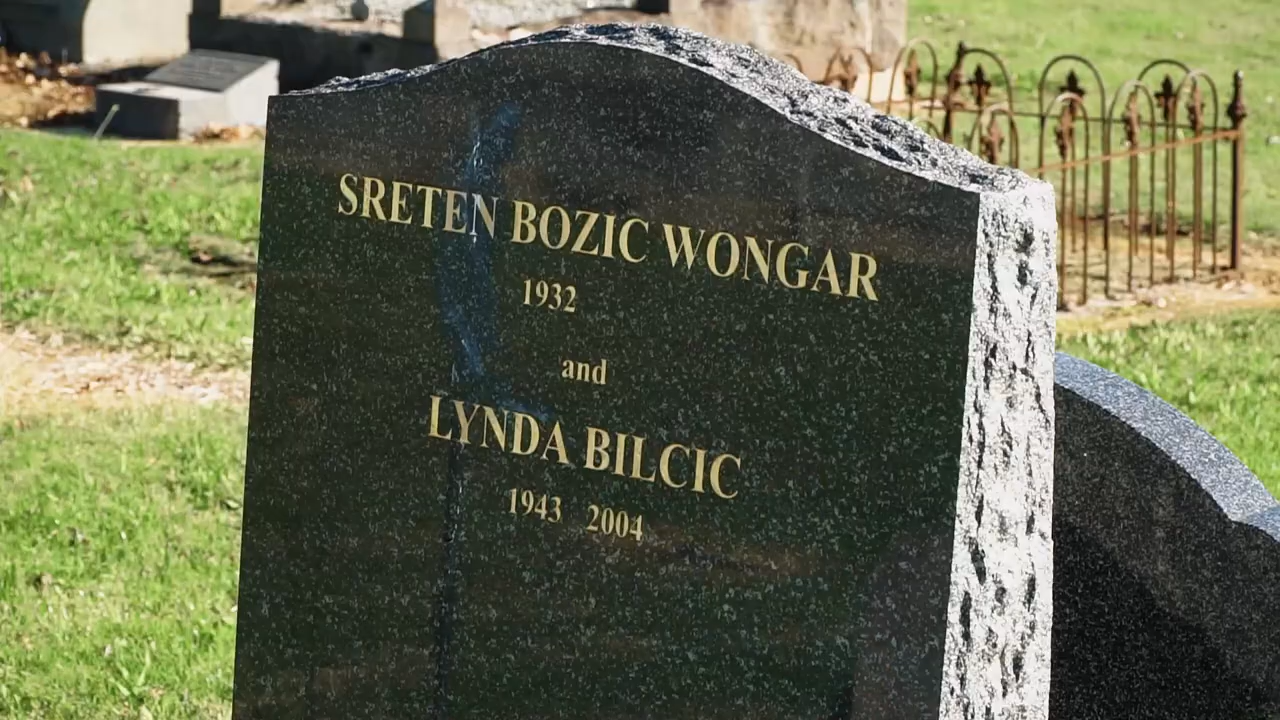 SRETEN BOZIC WONGAR
1932
and
LYNDA BILCIC
1943 2004